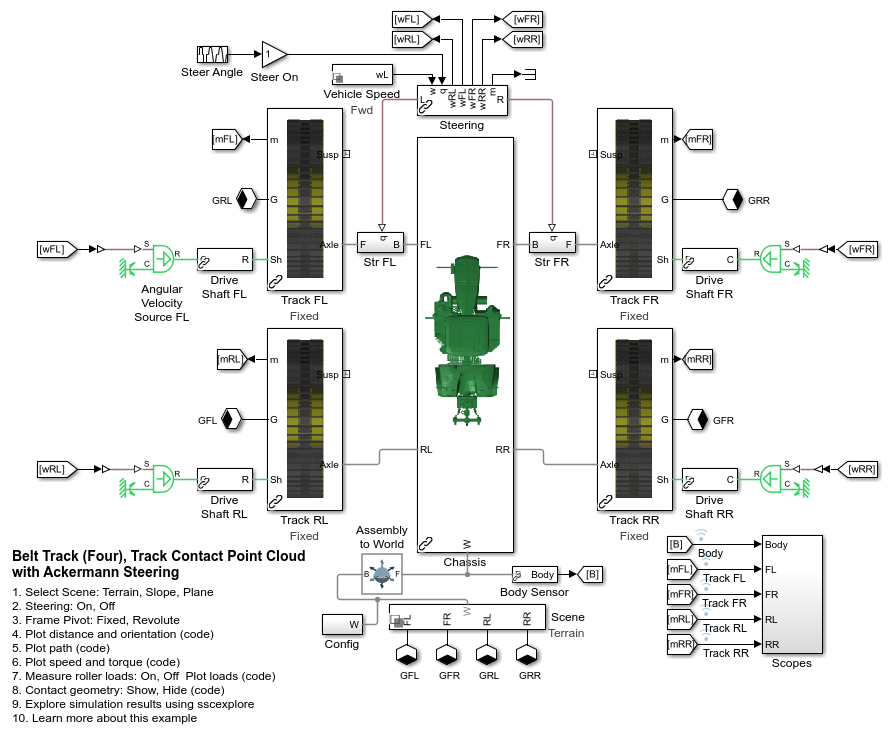 [wFL]
[wFR]
[wRL]
[wRR]
1
Steer Angle
Steer On
wL
Vehicle Speed
Fwd
w
q
wRL
wFL
wFR
wRR
m
L
R
Steering
[mFL]
m
Susp
GRL
G
[wFL]
S
C
R
R
Sh
Axle
Angular
Velocity
Source FL
Drive
Shaft FL
Track FL
Fixed
q
F
B
Str FL
FL
FR
q
B
F
Str FR
m
[mFR]
Susp
G
GRR
Axle
Sh
C
R
S
C
[wFR]
Drive
Shaft FR
Track FR
Fixed
[mRL]
m
Susp
GFL
G
[wRL]
S
C
R
R
Sh
Axle
Drive
Shaft RL
Track RL
Fixed
RL
RR
W
Chassis
m
[mRR]
Susp
G
GFR
Axle
Sh
C
R
S
C
[wRR]
Drive
Shaft RR
Track RR
Fixed
Assembly
to World
B
F
Body
[B]
Body Sensor
W
Config
W
FL
FR
RL
RR
Scene
Terrain
GFL
GFR
GRL
GRR
[B]
Body
Body
[mFL]
Track FL
FL
[mFR]
Track FR
FR
[mRL]
Track RL
RL
[mRR]
Track RR
RR
Scopes
Belt Track (Four), Track Contact Point Cloud
with Ackermann Steering
1. Select Scene: Terrain, Slope, Plane
2. Steering: On, Off
3. Frame Pivot: Fixed, Revolute
4. Plot distance and orientation (code)
5. Plot path (code)
6. Plot speed and torque (code)
7. Measure roller loads: On, Off  Plot loads (code)
8. Contact geometry: Show, Hide (code)
9. Explore simulation results using sscexplore
10. Learn more about this example